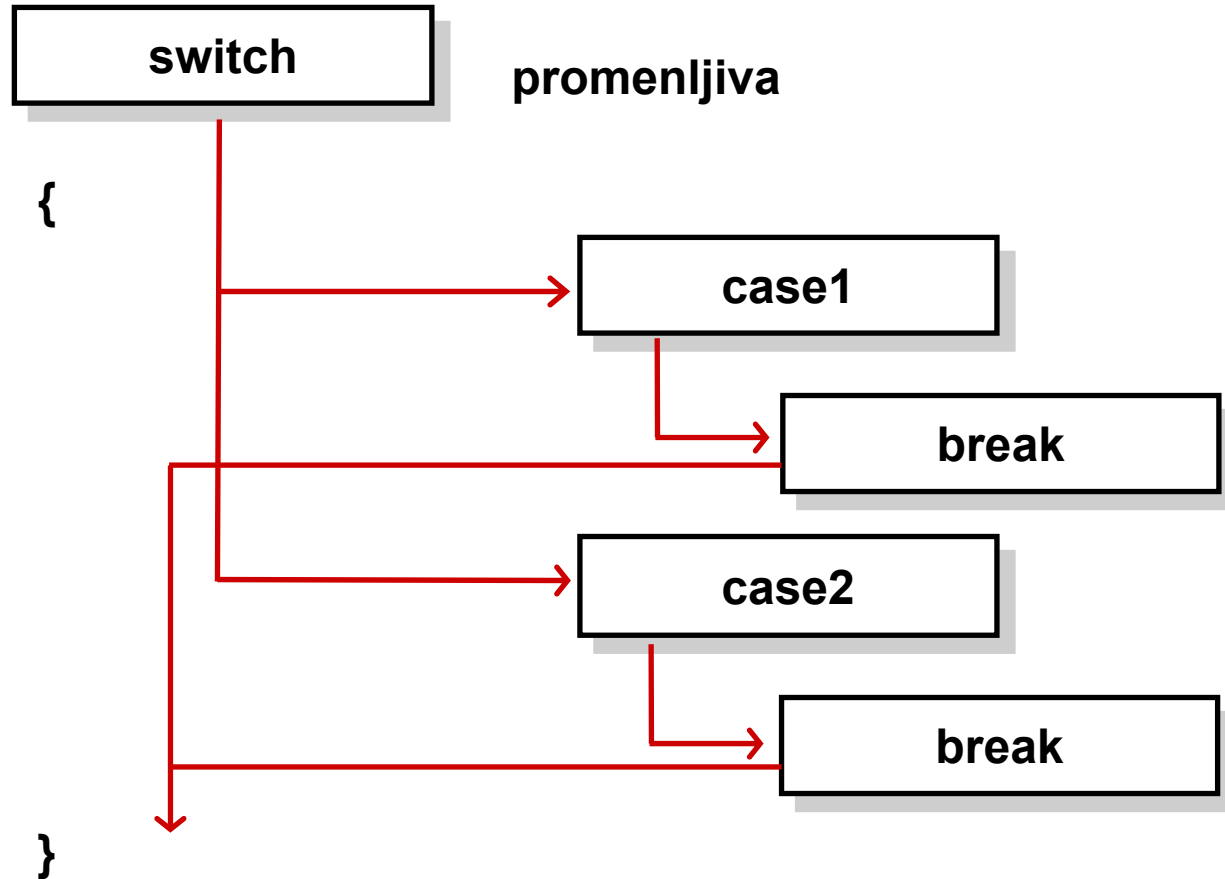 switch
promenljiva
{
case1
break
case2
break
}